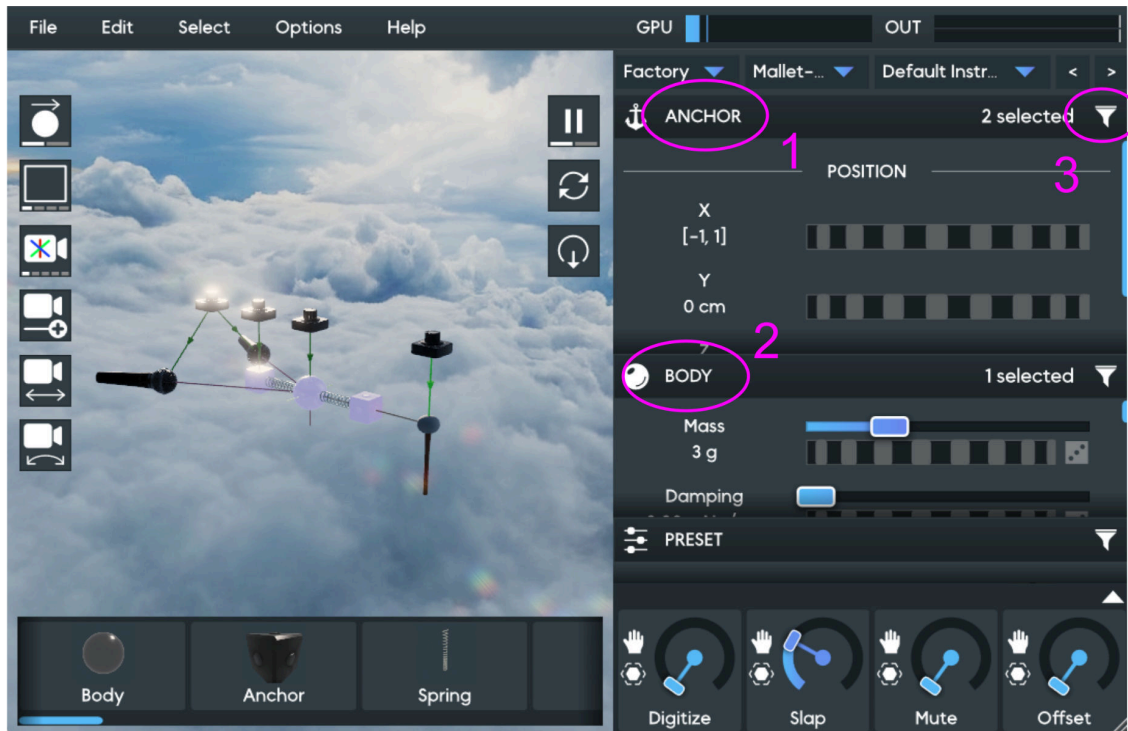 File Edit Select Options Help GPU OUT
Factory Mallet-... Default Instr... < >
ANCHOR 2 selected
1
3
POSITION
X
[-1, 1]
Y
0 cm
Z
2
BODY 1 selected
Mass
3 g
Damping
PRESET
Body Anchor Spring
Digitize Slap Mute Offset